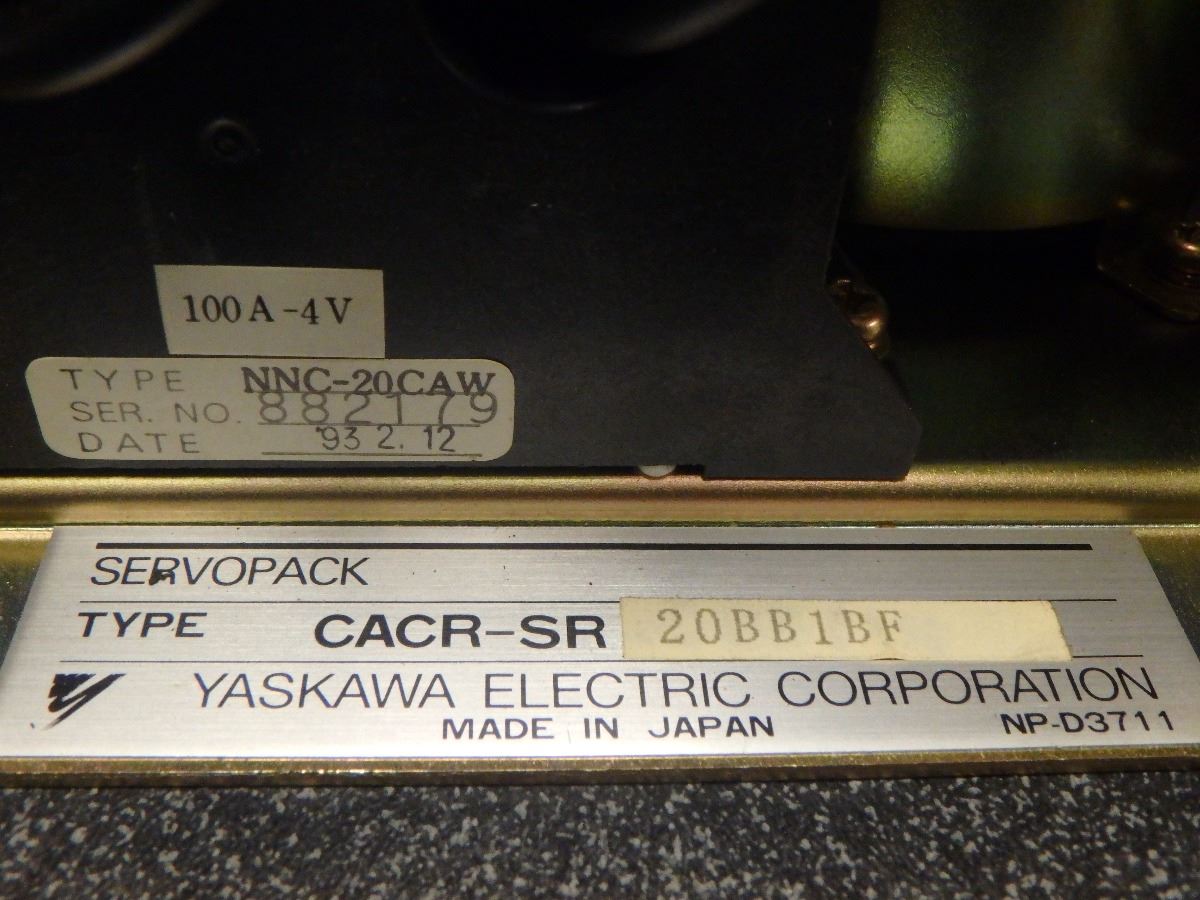 100A-4V
TYPE NNC-20CAW
SER. NO. 882179
DATE '93 2. 12
SERVOPACK
TYPE CACR-SR 20BB1BF
YASKAWA ELECTRIC CORPORATION
MADE IN JAPAN NP-D3711